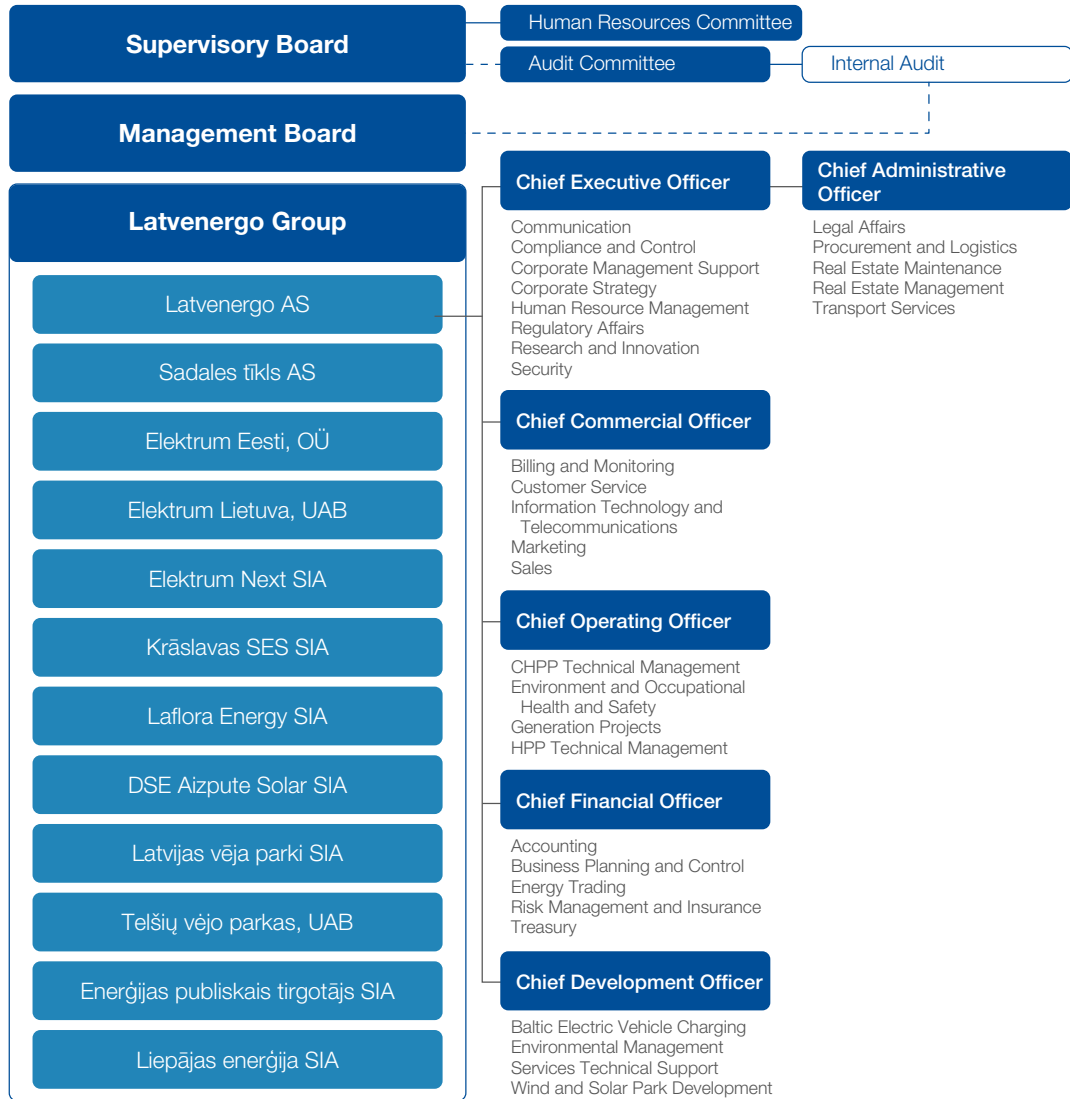 Supervisory Board
Human Resources Committee
Audit Committee
Internal Audit
Management Board
Latvenergo Group
Latvenergo AS
Sadales tīkls AS
Elektrum Eesti, OÜ
Elektrum Lietuva, UAB
Elektrum Next SIA
Krāslavas SES SIA
Laflora Energy SIA
DSE Aizpute Solar SIA
Latvijas vēja parki SIA
Telšių vėjo parkas, UAB
Enerģijas publiskais tirgotājs SIA
Liepājas enerģija SIA
Chief Executive Officer
Communication
Compliance and Control
Corporate Management Support
Corporate Strategy
Human Resource Management
Regulatory Affairs
Research and Innovation
Security
Chief Administrative
Officer
Legal Affairs
Procurement and Logistics
Real Estate Maintenance
Real Estate Management
Transport Services
Chief Commercial Officer
Billing and Monitoring
Customer Service
Information Technology and
Telecommunications
Marketing
Sales
Chief Operating Officer
CHPP Technical Management
Environment and Occupational
Health and Safety
Generation Projects
HPP Technical Management
Chief Financial Officer
Accounting
Business Planning and Control
Energy Trading
Risk Management and Insurance
Treasury
Chief Development Officer
Baltic Electric Vehicle Charging
Environmental Management
Services Technical Support
Wind and Solar Park Development